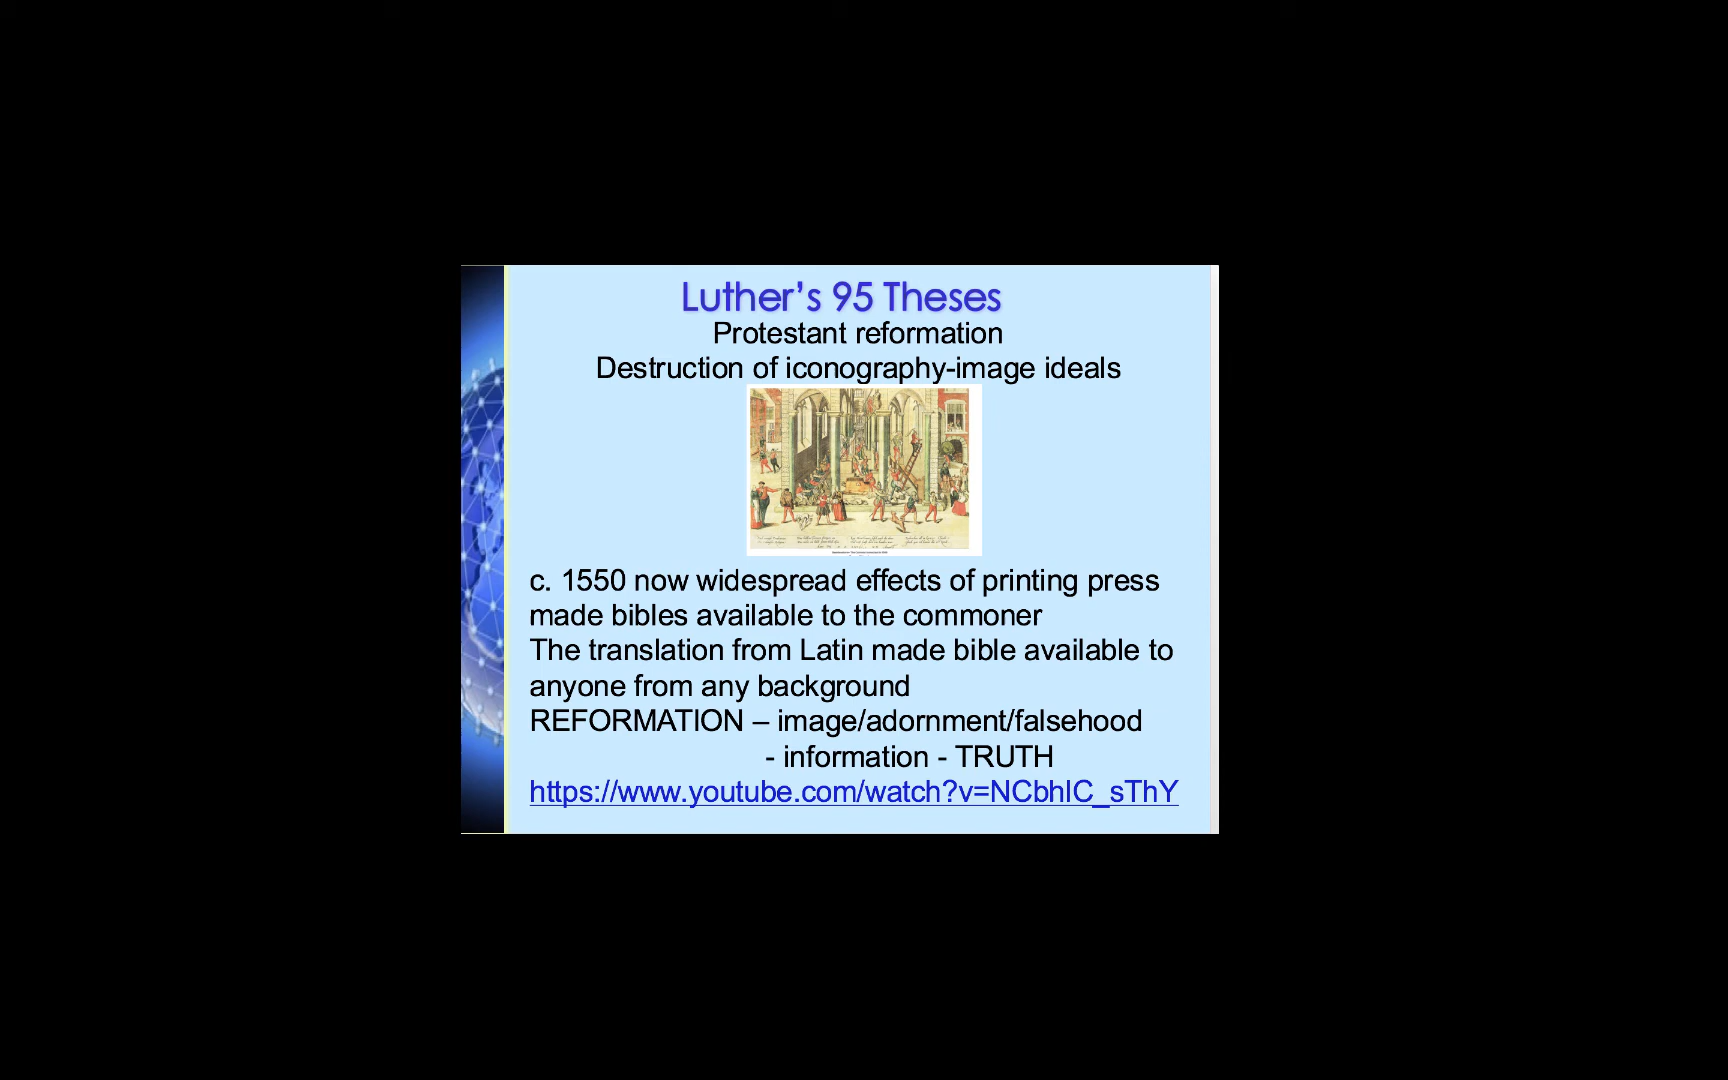 Luther’s 95 Theses
Protestant reformation
Destruction of iconography-image ideals
c. 1550 now widespread effects of printing press
made bibles available to the commoner
The translation from Latin made bible available to
anyone from any background
REFORMATION – image/adornment/falsehood
- information - TRUTH
https://www.youtube.com/watch?v=NCbhlC_sThY